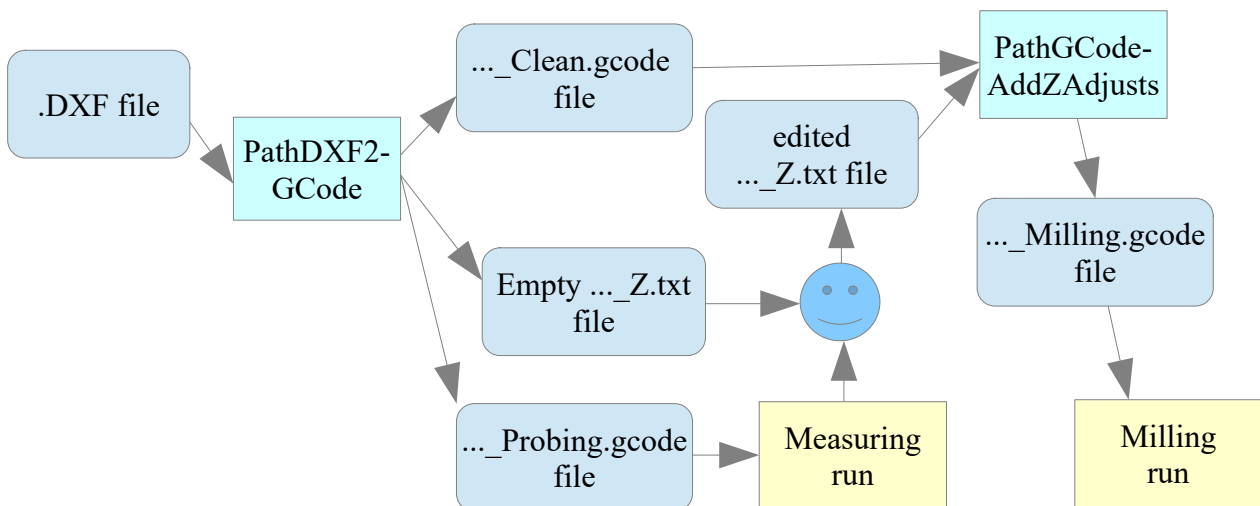 .DXF file
PathDXF2-
GCode
..._Clean.gcode
file
Empty ..._Z.txt
file
..._Probing.gcode
file
edited
..._Z.txt file
Measuring
run
PathGCode-
AddZAdjusts
..._Milling.gcode
file
Milling
run